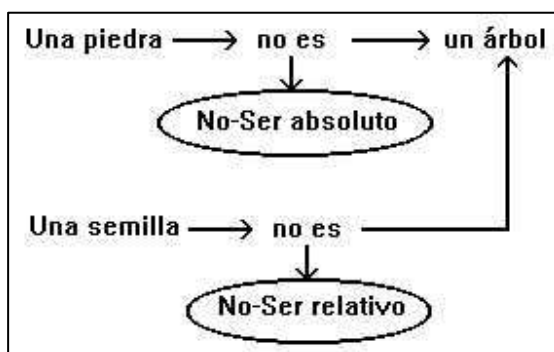 Una piedra no es un árbol
No-Ser absoluto
Una semilla no es
No-Ser relativo